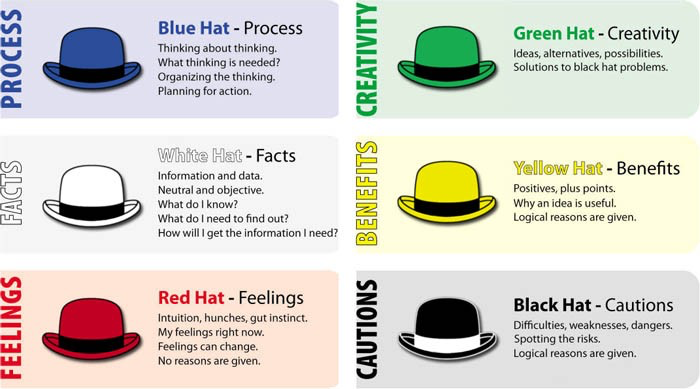 PROCESS
Blue Hat - Process
Thinking about thinking.
What thinking is needed?
Organizing the thinking.
Planning for action.
CREATIVITY
Green Hat - Creativity
Ideas, alternatives, possibilities.
Solutions to black hat problems.
FACTS
White Hat - Facts
Information and data.
Neutral and objective.
What do I know?
What do I need to find out?
How will I get the information I need?
BENEFITS
Yellow Hat - Benefits
Positives, plus points.
Why an idea is useful.
Logical reasons are given.
FEELINGS
Red Hat - Feelings
Intuition, hunches, gut instinct.
My feelings right now.
Feelings can change.
No reasons are given.
CAUTIONS
Black Hat - Cautions
Difficulties, weaknesses, dangers.
Spotting the risks.
Logical reasons are given.